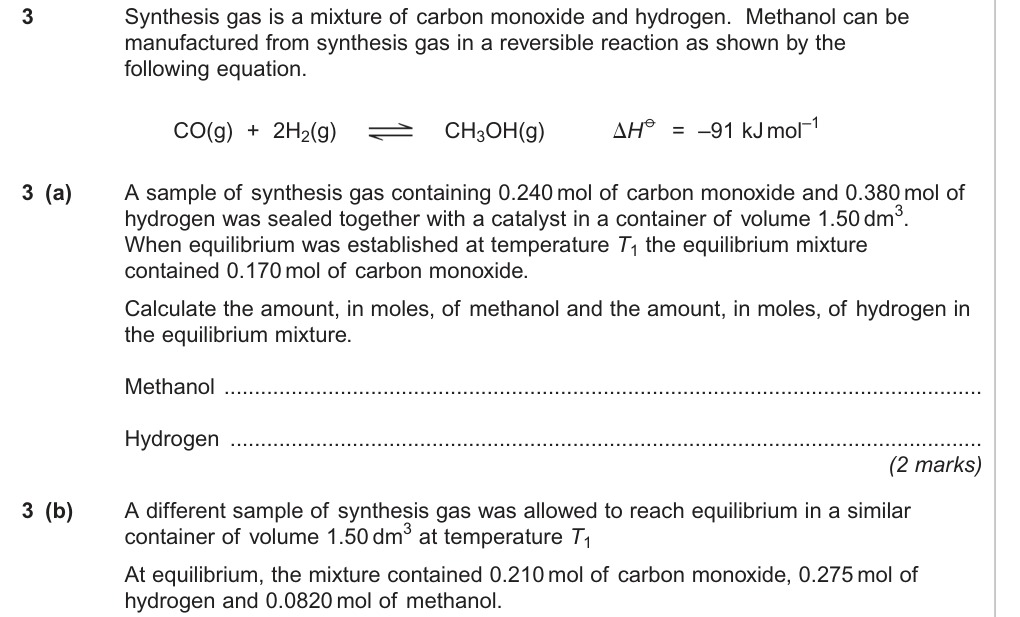 3 Synthesis gas is a mixture of carbon monoxide and hydrogen. Methanol can be
manufactured from synthesis gas in a reversible reaction as shown by the
following equation.
CO(g) + 2H₂(g) ⇌ CH₃OH(g) ΔH⦵ = –91 kJ mol⁻¹
3 (a) A sample of synthesis gas containing 0.240 mol of carbon monoxide and 0.380 mol of
hydrogen was sealed together with a catalyst in a container of volume 1.50 dm³.
When equilibrium was established at temperature T₁ the equilibrium mixture
contained 0.170 mol of carbon monoxide.
Calculate the amount, in moles, of methanol and the amount, in moles, of hydrogen in
the equilibrium mixture.
Methanol ..............................................................................................................................
Hydrogen .............................................................................................................................
(2 marks)
3 (b) A different sample of synthesis gas was allowed to reach equilibrium in a similar
container of volume 1.50 dm³ at temperature T₁
At equilibrium, the mixture contained 0.210 mol of carbon monoxide, 0.275 mol of
hydrogen and 0.0820 mol of methanol.